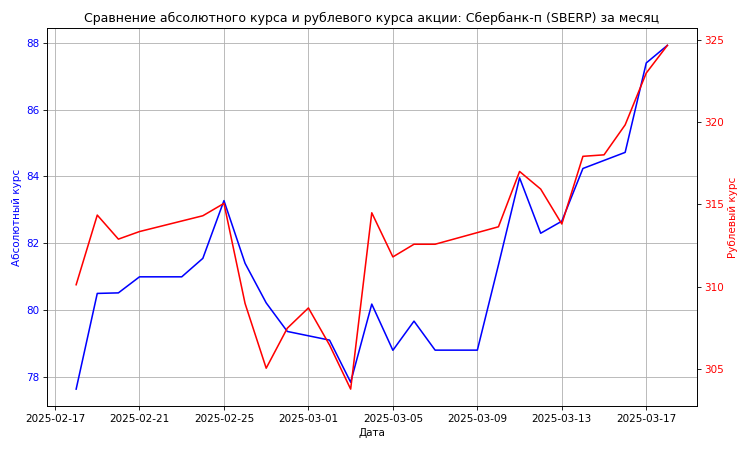 Сравнение абсолютного курса и рублевого курса акции: Сбербанк-п (SBERP) за месяц
88
86
84
82
80
78
Абсолютный курс
325
320
315
310
305
Рублевый курс
2025-02-17 2025-02-21 2025-02-25 2025-03-01 2025-03-05 2025-03-09 2025-03-13 2025-03-17
Дата